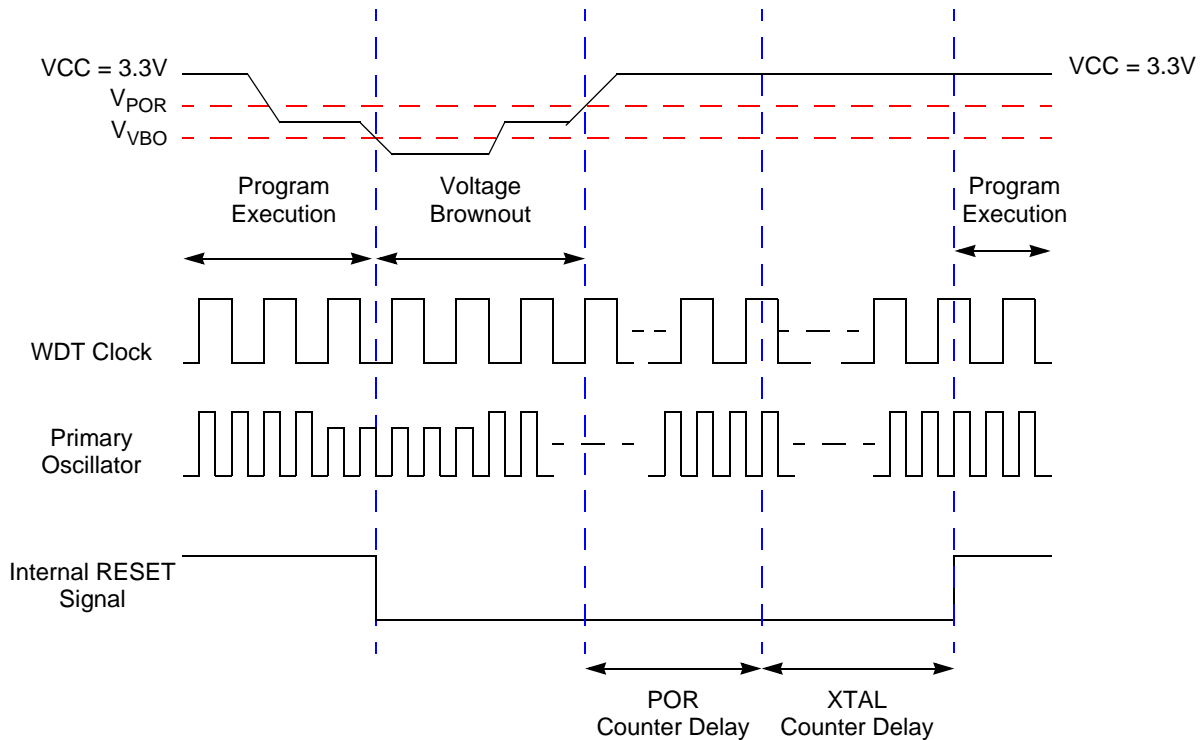 VCC = 3.3V
VCC = 3.3V
VPOR
VVBO
Program
Execution
Voltage
Brownout
Program
Execution
WDT Clock
Primary
Oscillator
Internal RESET
Signal
POR
Counter Delay
XTAL
Counter Delay